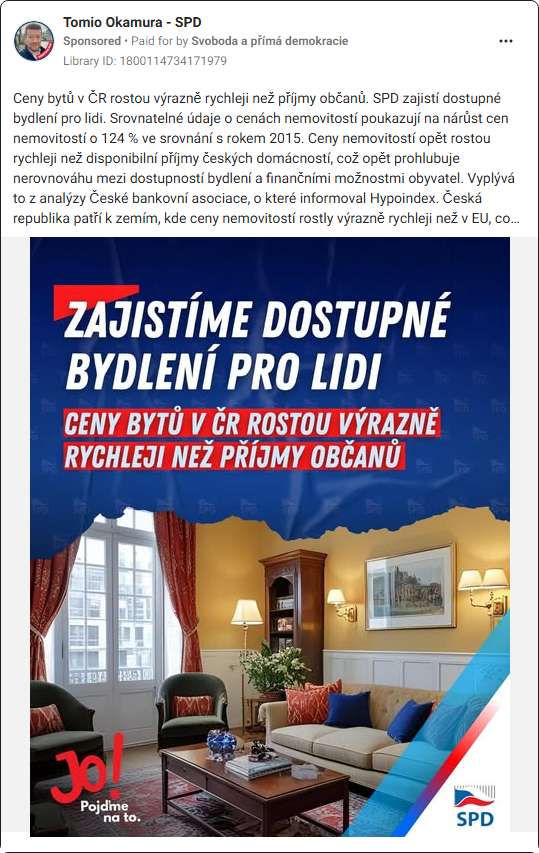 Tomio Okamura - SPD
Sponsored • Paid for by Svoboda a přímá demokracie
Library ID: 1800114734171979
Ceny bytů v ČR rostou výrazně rychleji než příjmy občanů. SPD zajistí dostupné
bydlení pro lidi. Srovnatelné údaje o cenách nemovitostí poukazují na nárůst cen
nemovitostí o 124 % ve srovnání s rokem 2015. Ceny nemovitostí opět rostou
rychleji než disponibilní příjmy českých domácností, což opět prohlubuje
nerovnováhu mezi dostupností bydlení a finančními možnostmi obyvatel. Vyplývá
to z analýzy České bankovní asociace, o které informoval Hypoindex. Česká
republika patří k zemím, kde ceny nemovitostí rostly výrazně rychleji než v EU, co…
ZAJISTÍME DOSTUPNÉ
BYDLENÍ PRO LIDI
CENY BYTŮ V ČR ROSTOU VÝRAZNĚ
RYCHLEJI NEŽ PŘÍJMY OBČANŮ
Jo!
Pojďme
na to.
SPD